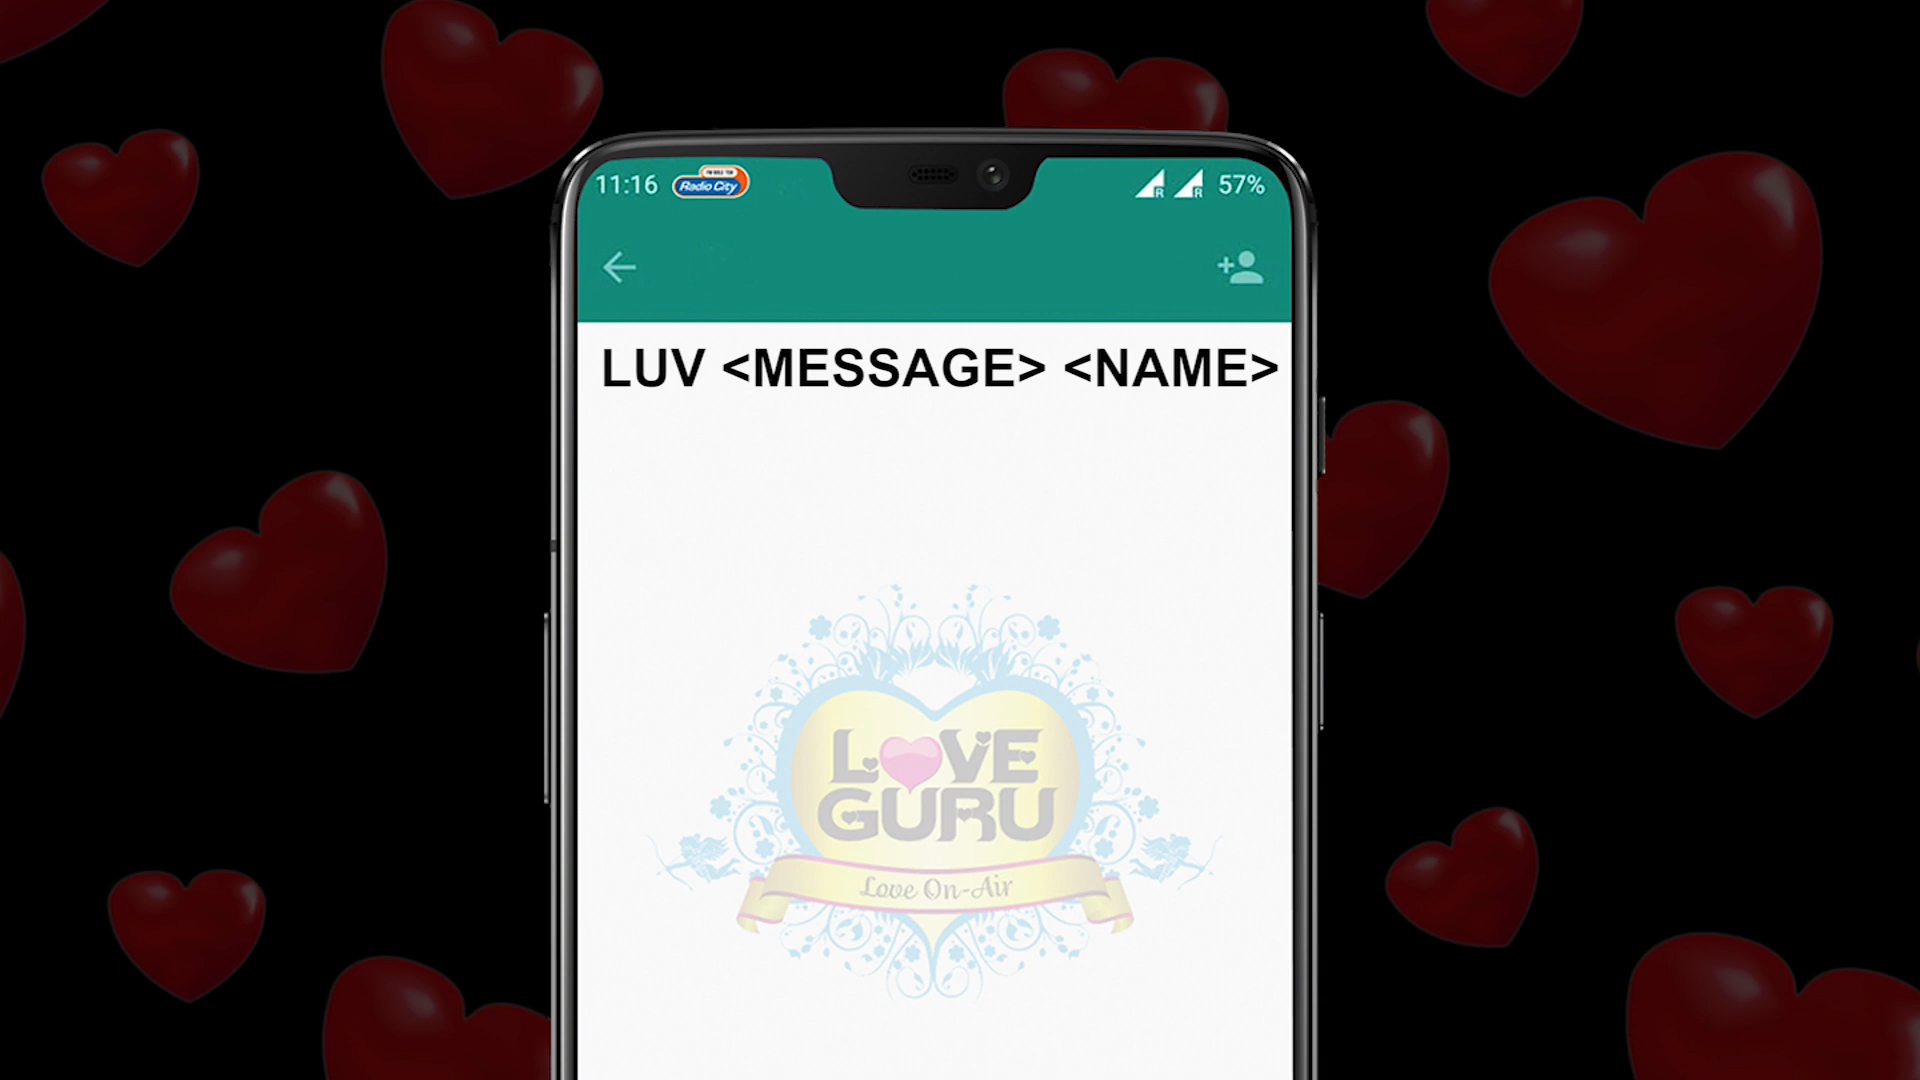 11:16
Radio City
57%
LUV <MESSAGE> <NAME>
LOVE
GURU
Love On-Air